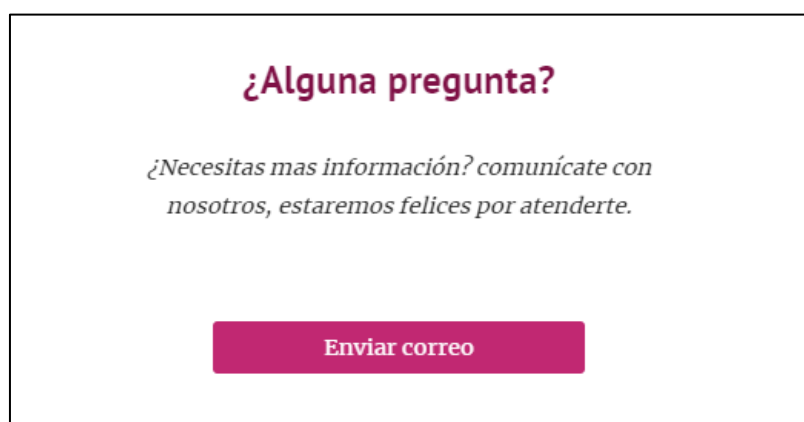 ¿Alguna pregunta?
¿Necesitas mas información? comunícate con
nosotros, estaremos felices por atenderte.
Enviar correo